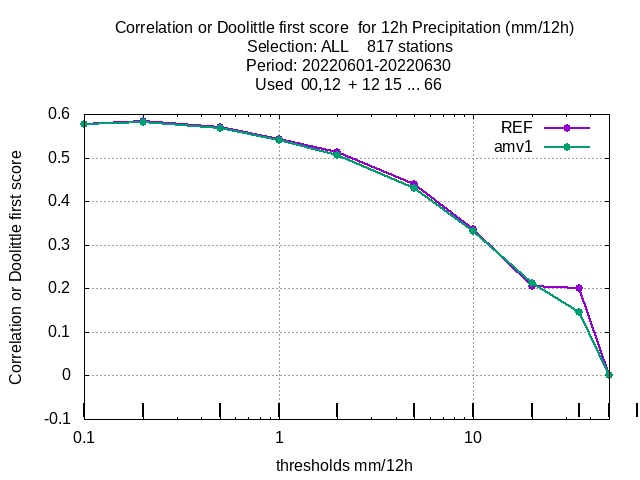 Correlation or Doolittle first score  for 12h Precipitation (mm/12h)
Selection: ALL    817 stations
Period: 20220601-20220630
Used  00,12  + 12 15 ... 66
REF
amv1
Correlation or Doolittle first score
0.6
0.5
0.4
0.3
0.2
0.1
0
-0.1
0.1
1
10
thresholds mm/12h